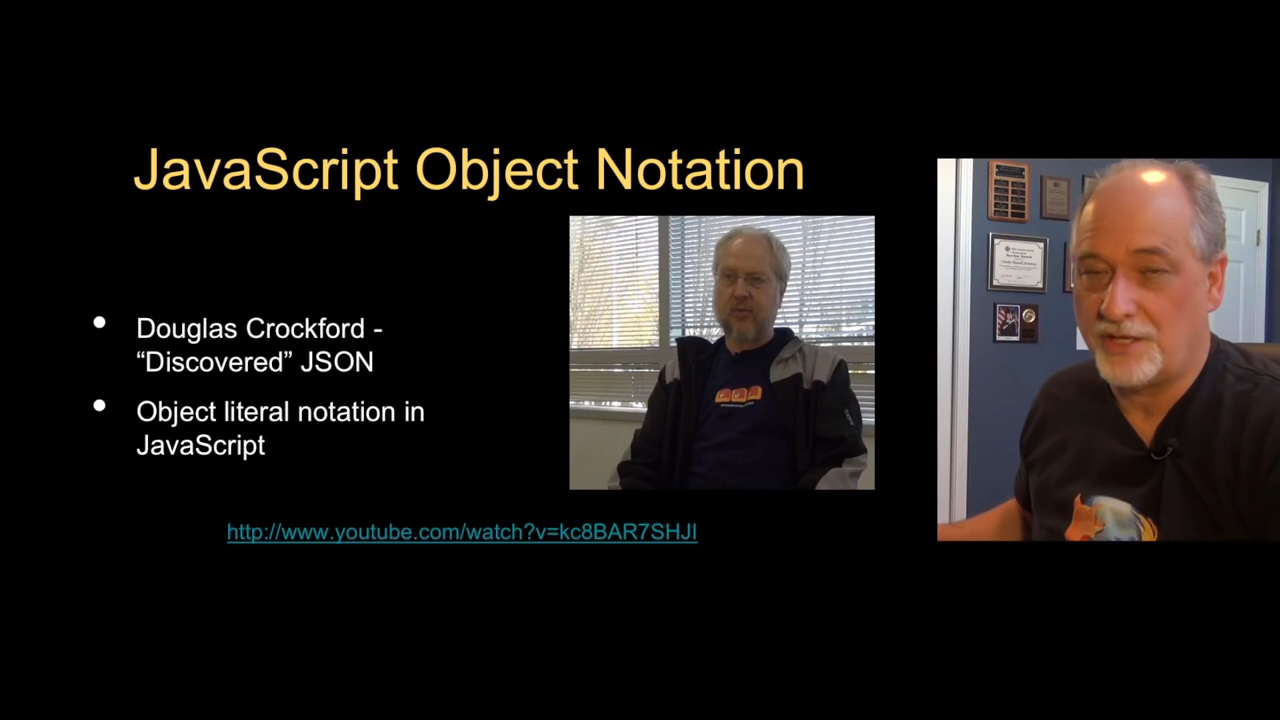 JavaScript Object Notation
• Douglas Crockford -
“Discovered” JSON
• Object literal notation in
JavaScript
http://www.youtube.com/watch?v=kc8BAR7SHJI